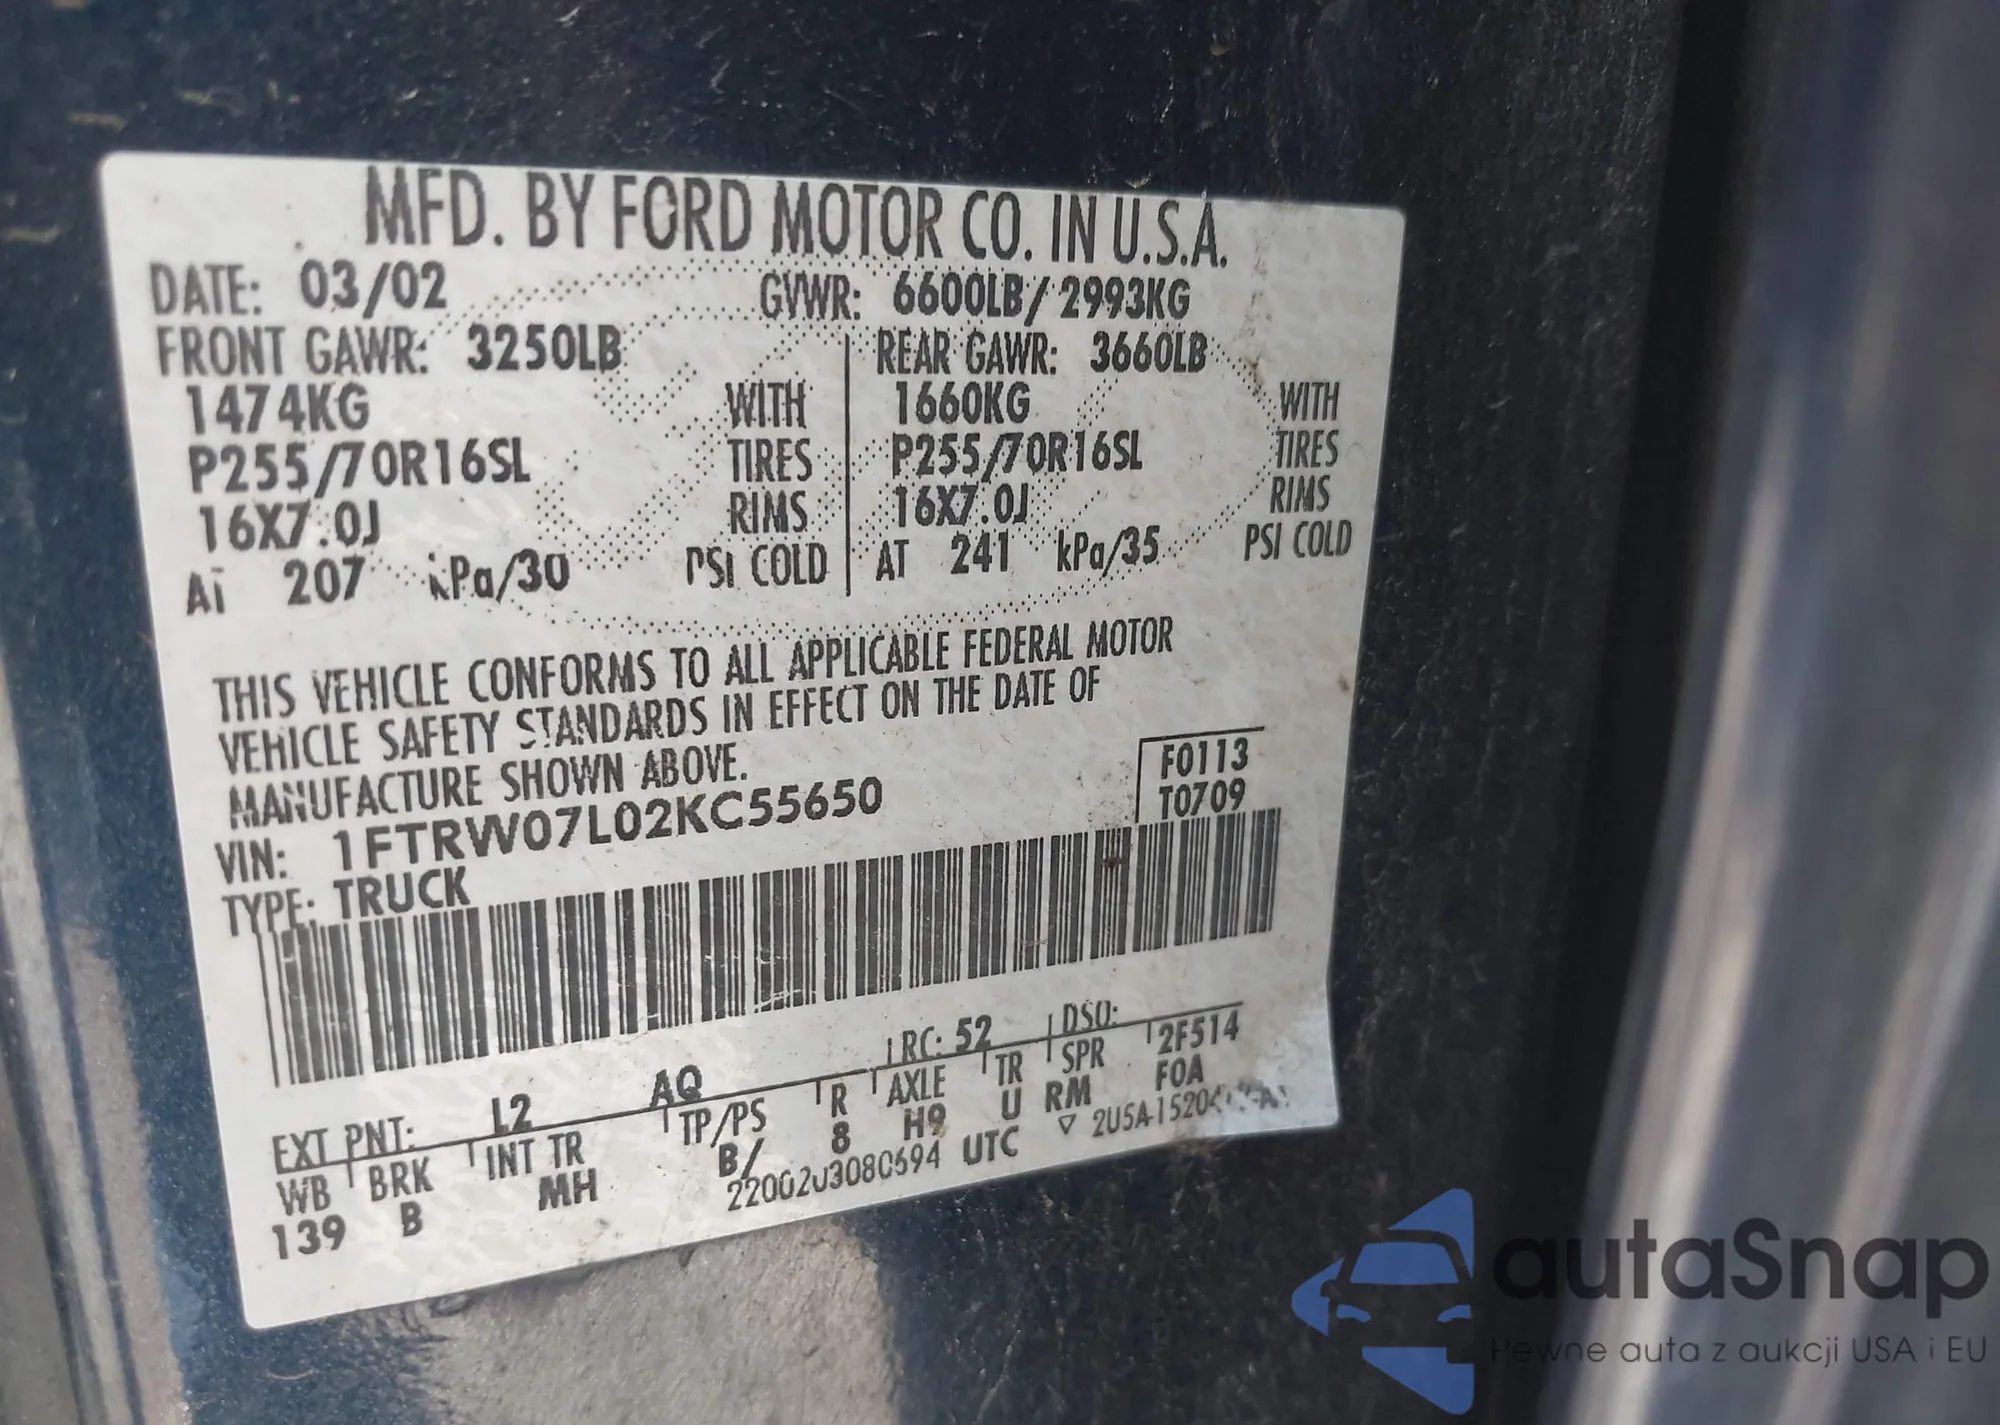 MFD. BY FORD MOTOR CO. IN U.S.A.
DATE: 03/02 GVWR: 6600LB/2993KG
FRONT GAWR: 3250LB REAR GAWR: 3660LB
1474KG WITH 1660KG WITH
P255/70R16SL TIRES P255/70R16SL TIRES
16X7.0J RIMS 16X7.0J RIMS
AT 207 kPa/30 PSI COLD AT 241 kPa/35 PSI COLD
THIS VEHICLE CONFORMS TO ALL APPLICABLE FEDERAL MOTOR
VEHICLE SAFETY STANDARDS IN EFFECT ON THE DATE OF
MANUFACTURE SHOWN ABOVE.
F0113
VIN: 1FTRW07L02KC55650 T0709
TYPE: TRUCK
EXT PNT: L2 AQ RC: 52 DSO: 2F514
WB BRK INT TR TP/PS R AXLE TR SPR F0A
139 B MH B/ 8 H9 U RM
UTC
autaSnap
Pewne auta z aukcji USA i EU